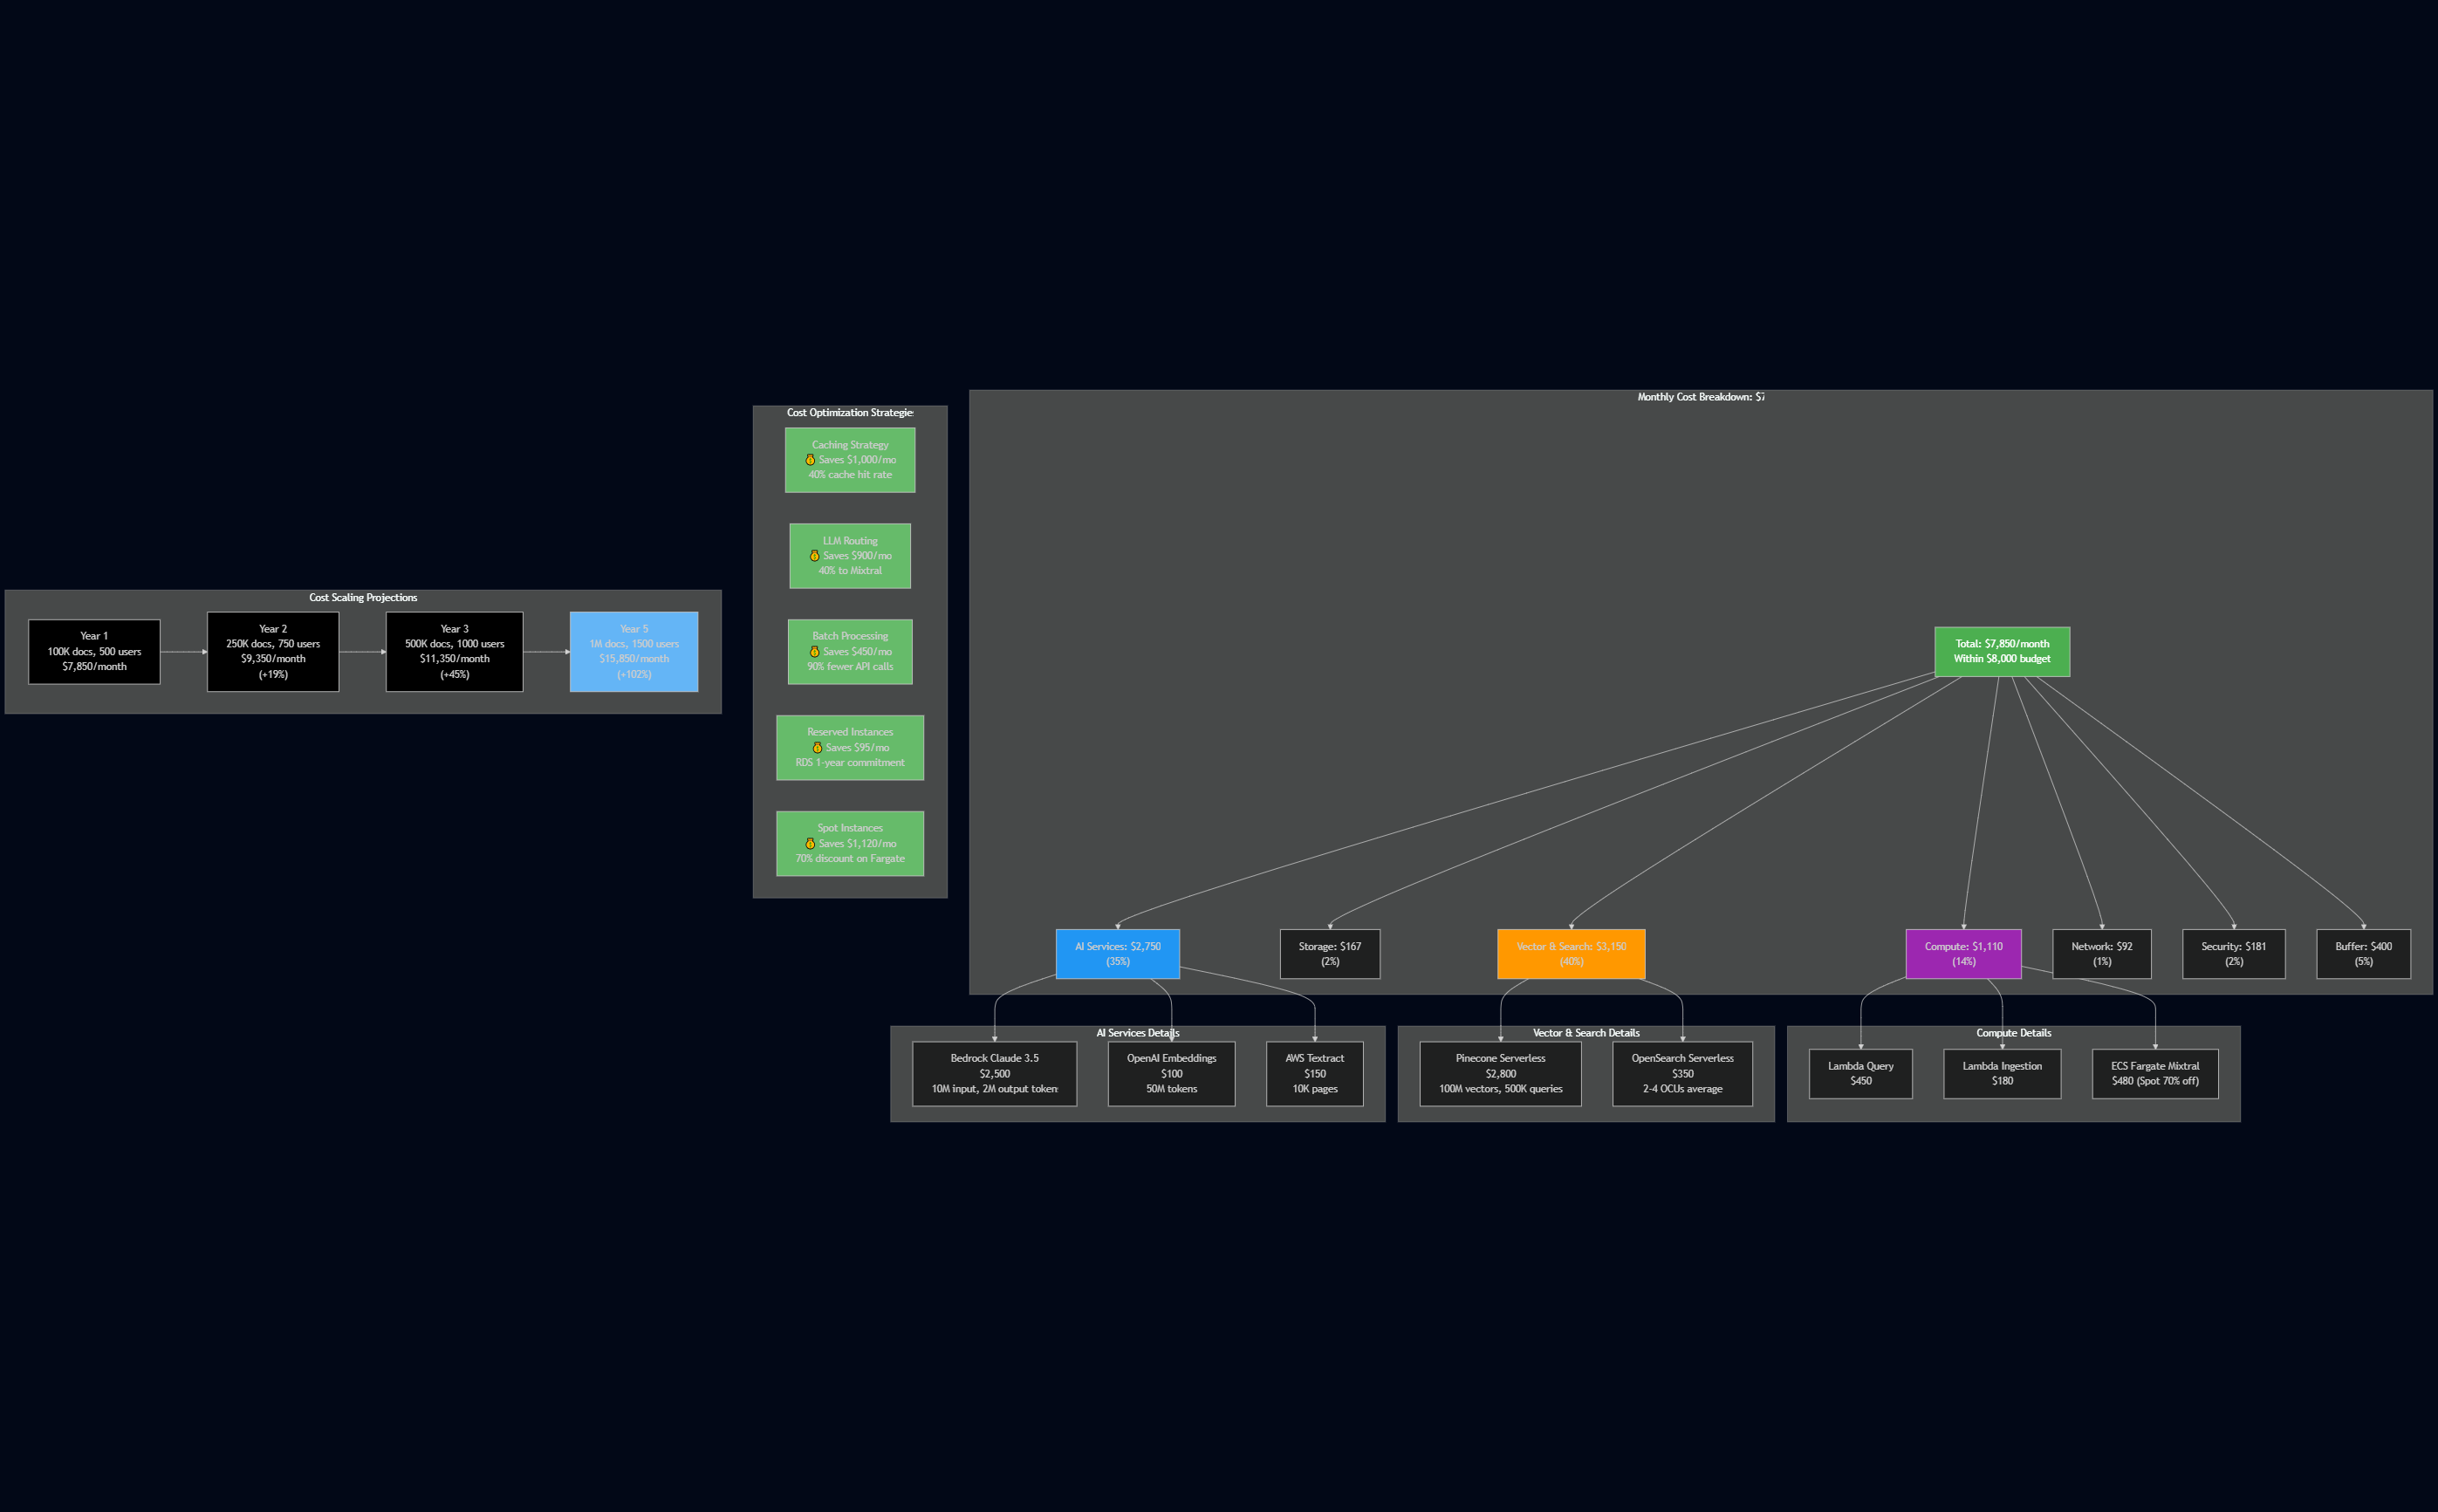 Cost Scaling Projections
Year 1
100K docs, 500 users
$7,850/month
Year 2
250K docs, 750 users
$9,350/month
(+19%)
Year 3
500K docs, 1000 users
$11,350/month
(+45%)
Year 5
1M docs, 1500 users
$15,850/month
(+102%)
Cost Optimization Strategie
Caching Strategy
💰 Saves $1,000/mo
40% cache hit rate
LLM Routing
💰 Saves $900/mo
40% to Mixtral
Batch Processing
💰 Saves $450/mo
90% fewer API calls
Reserved Instances
💰 Saves $95/mo
RDS 1-year commitment
Spot Instances
💰 Saves $1,120/mo
70% discount on Fargate
Monthly Cost Breakdown: $7
Total: $7,850/month
Within $8,000 budget
AI Services: $2,750
(35%)
Storage: $167
(2%)
Vector & Search: $3,150
(40%)
Compute: $1,110
(14%)
Network: $92
(1%)
Security: $181
(2%)
Buffer: $400
(5%)
AI Services Details
Bedrock Claude 3.5
$2,500
10M input, 2M output token
OpenAI Embeddings
$100
50M tokens
AWS Textract
$150
10K pages
Vector & Search Details
Pinecone Serverless
$2,800
100M vectors, 500K queries
OpenSearch Serverless
$350
2-4 OCUs average
Compute Details
Lambda Query
$450
Lambda Ingestion
$180
ECS Fargate Mixtral
$480 (Spot 70% off)